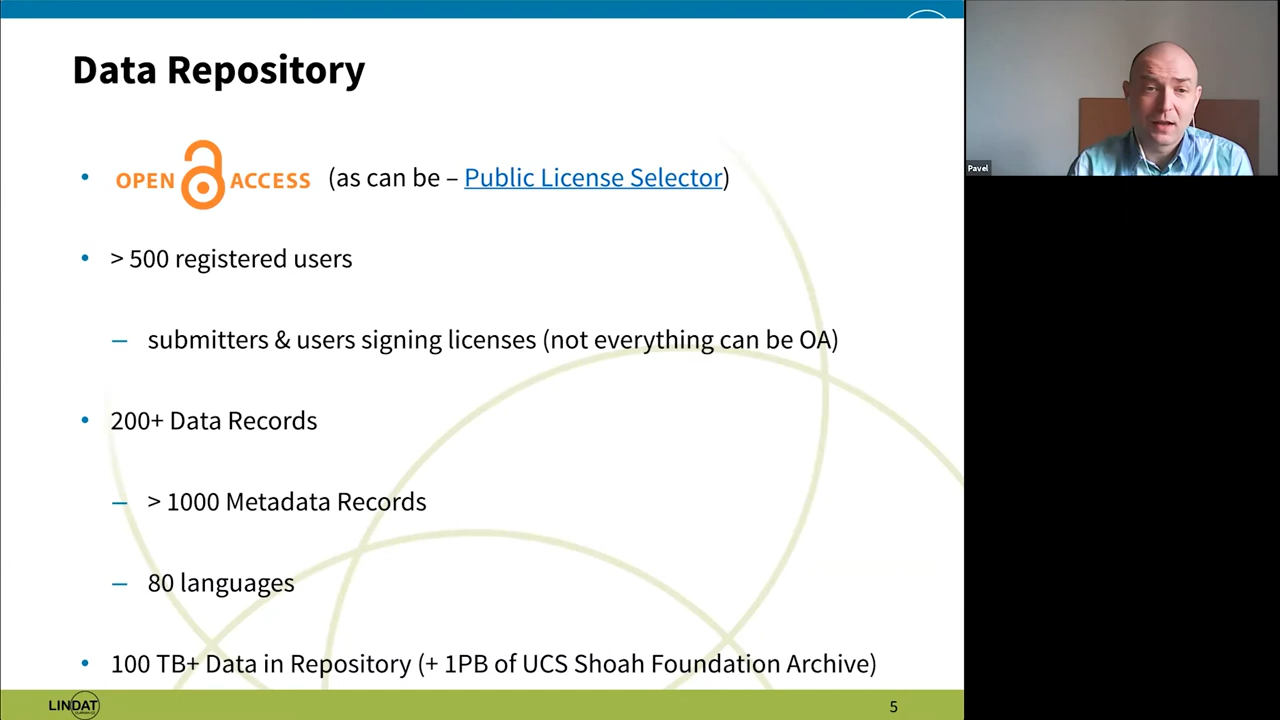 Data Repository
• OPEN ACCESS (as can be – Public License Selector)
• > 500 registered users
– submitters & users signing licenses (not everything can be OA)
• 200+ Data Records
– > 1000 Metadata Records
– 80 languages
• 100 TB+ Data in Repository (+ 1PB of UCS Shoah Foundation Archive)
LINDAT
5
Pavel